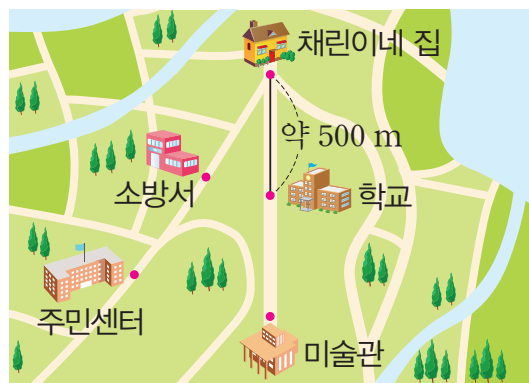 채린이네 집
약 500 m
소방서
학교
주민센터
미술관